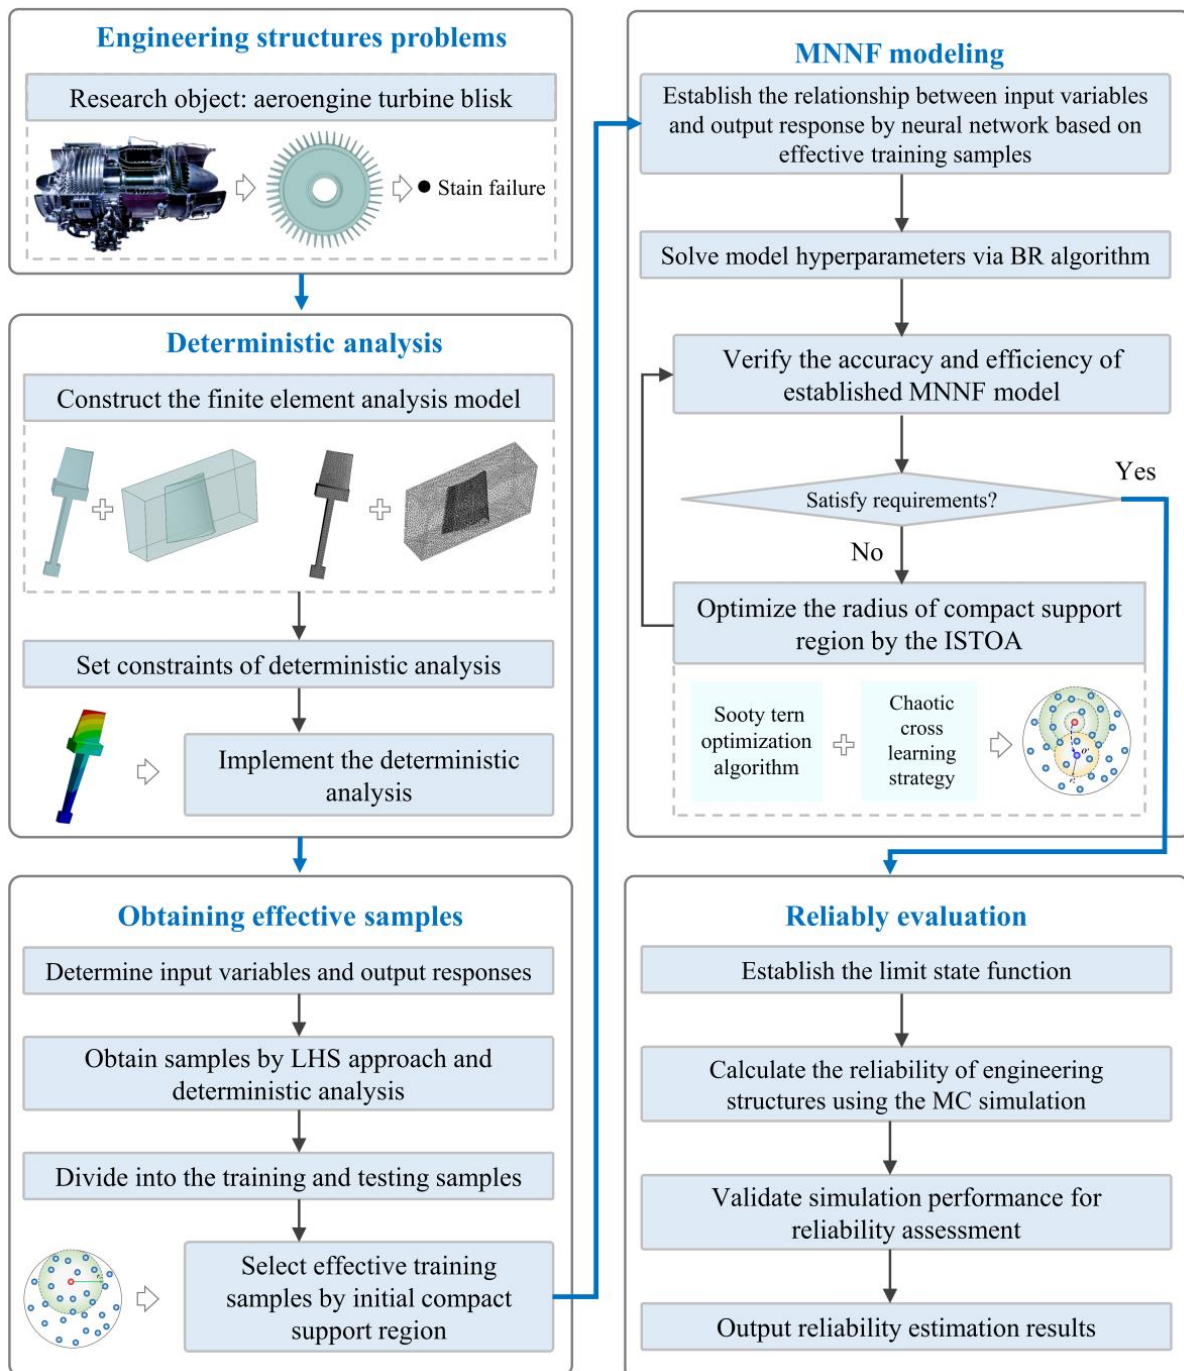 Engineering structures problems
Research object: aeroengine turbine blisk
Stain failure
Deterministic analysis
Construct the finite element analysis model
Set constraints of deterministic analysis
Implement the deterministic
analysis
Obtaining effective samples
Determine input variables and output responses
Obtain samples by LHS approach and
deterministic analysis
Divide into the training and testing samples
Select effective training
samples by initial compact
support region
MNNF modeling
Establish the relationship between input variables
and output response by neural network based on
effective training samples
Solve model hyperparameters via BR algorithm
Verify the accuracy and efficiency of
established MNNF model
Satisfy requirements?
Yes
No
Optimize the radius of compact support
region by the ISTOA
Sooty tern
optimization
algorithm
Chaotic
cross
learning
strategy
Reliably evaluation
Establish the limit state function
Calculate the reliability of engineering
structures using the MC simulation
Validate simulation performance for
reliability assessment
Output reliability estimation results